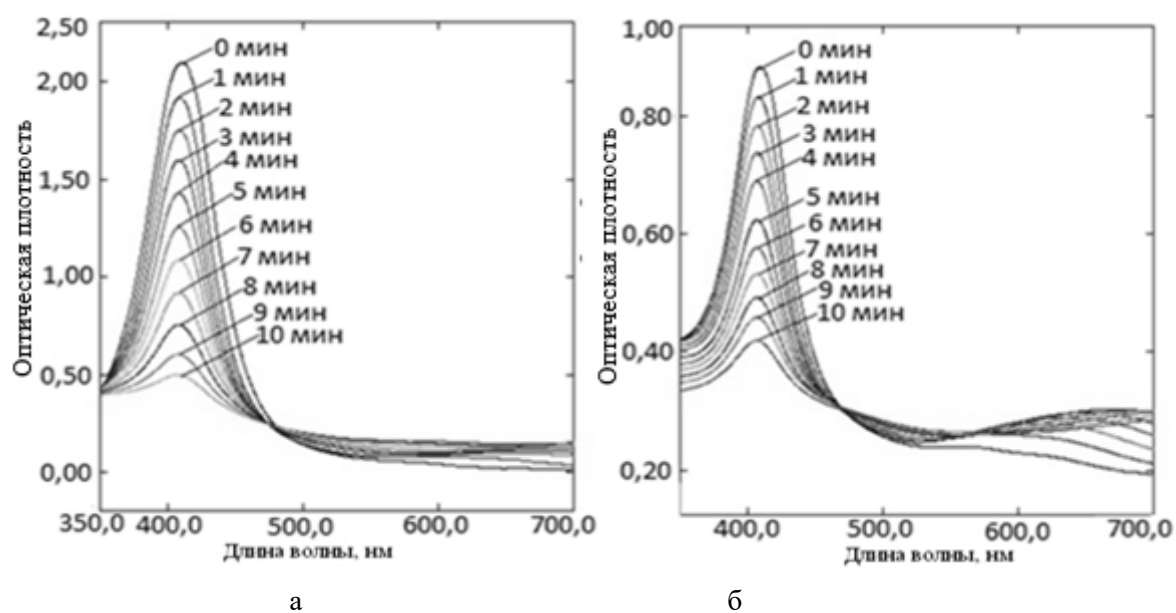 2,50
2,00
1,50
1,00
0,50
0,00
Оптическая плотность
0 мин
1 мин
2 мин
3 мин
4 мин
5 мин
6 мин
7 мин
8 мин
9 мин
10 мин
350,0 400,0 500,0 600,0 700,0
Длина волны, нм
а
1,00
0,80
0,60
0,40
0,20
Оптическая плотность
0 мин
1 мин
2 мин
3 мин
4 мин
5 мин
6 мин
7 мин
8 мин
9 мин
10 мин
400,0 500,0 600,0 700,0
Длина волны, нм
б